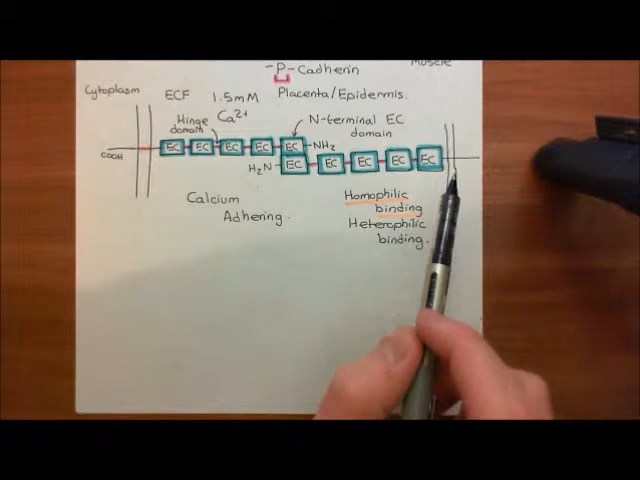 -P-Cadherin
Muscle
Cytoplasm ECF 1.5mM Placenta/Epidermis.
Ca2+
Hinge
domain
N-terminal EC
domain
COOH EC EC EC EC EC -NH2
H2N- EC EC EC EC EC
Calcium
Adhering.
Homophilic
binding
Heterophilic
binding.